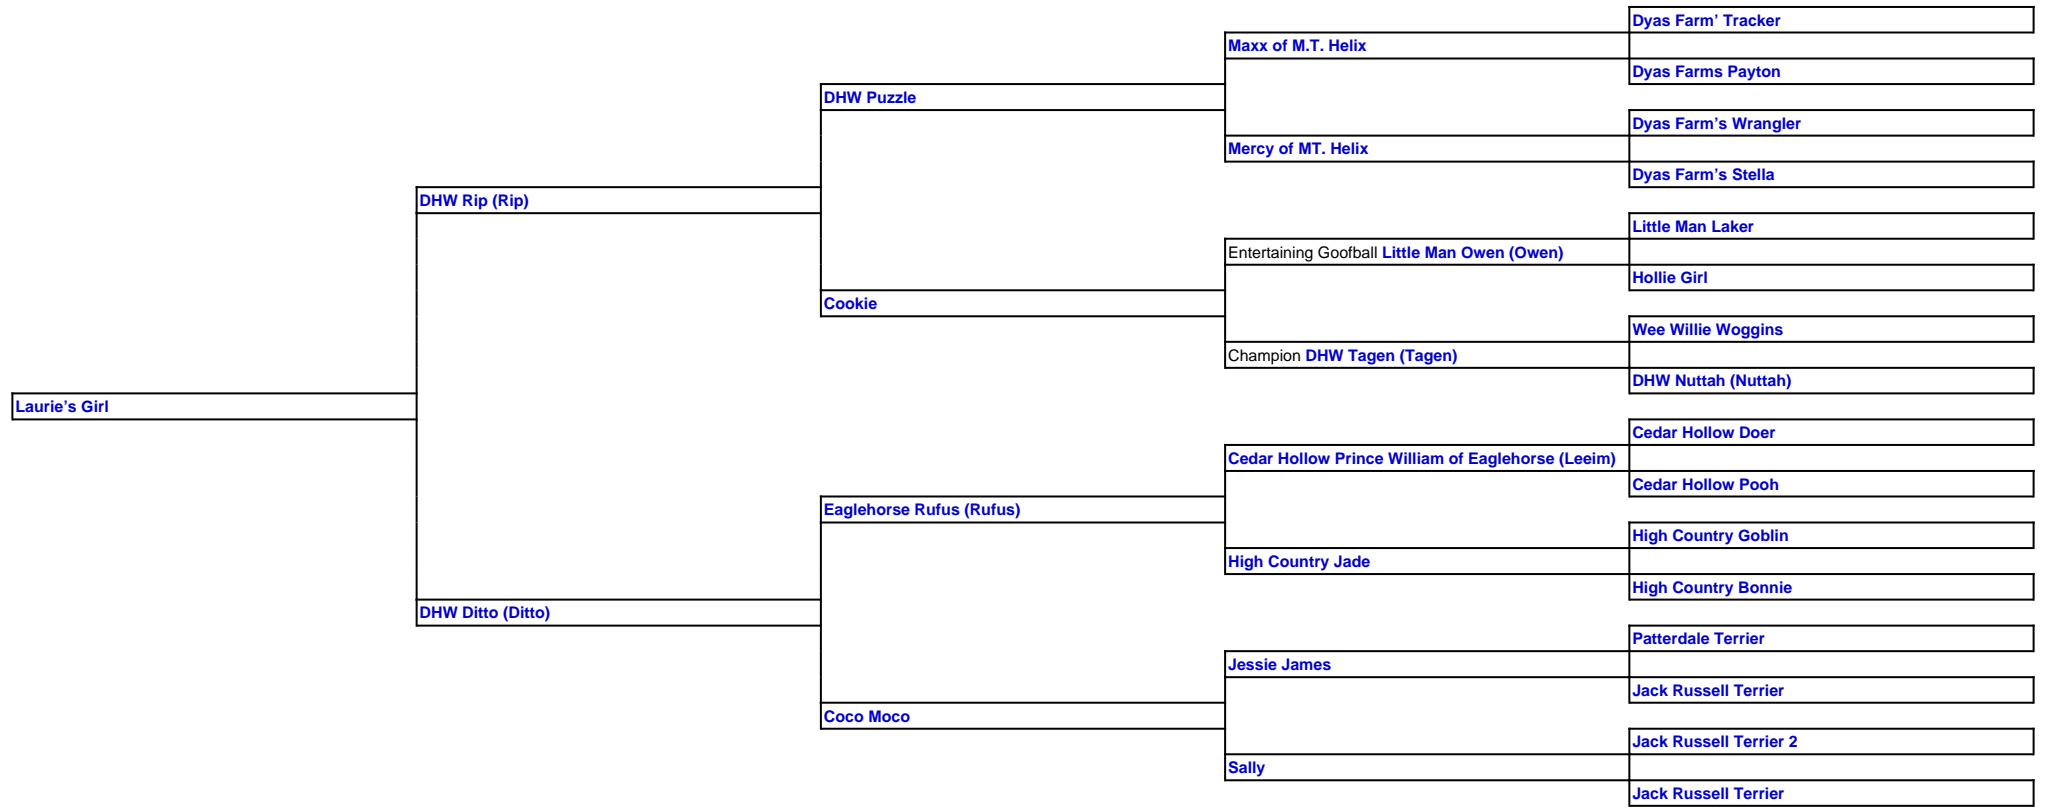 Dyas Farm’ Tracker
Maxx of M.T. Helix
Dyas Farms Payton
DHW Puzzle
Dyas Farm’s Wrangler
Mercy of MT. Helix
Dyas Farm’s Stella
DHW Rip (Rip)
Little Man Laker
Entertaining Goofball Little Man Owen (Owen)
Hollie Girl
Cookie
Wee Willie Woggins
Champion DHW Tagen (Tagen)
DHW Nuttah (Nuttah)
Laurie’s Girl
Cedar Hollow Doer
Cedar Hollow Prince William of Eaglehorse (Leeim)
Cedar Hollow Pooh
Eaglehorse Rufus (Rufus)
High Country Goblin
High Country Jade
High Country Bonnie
DHW Ditto (Ditto)
Patterdale Terrier
Jessie James
Jack Russell Terrier
Coco Moco
Jack Russell Terrier 2
Sally
Jack Russell Terrier